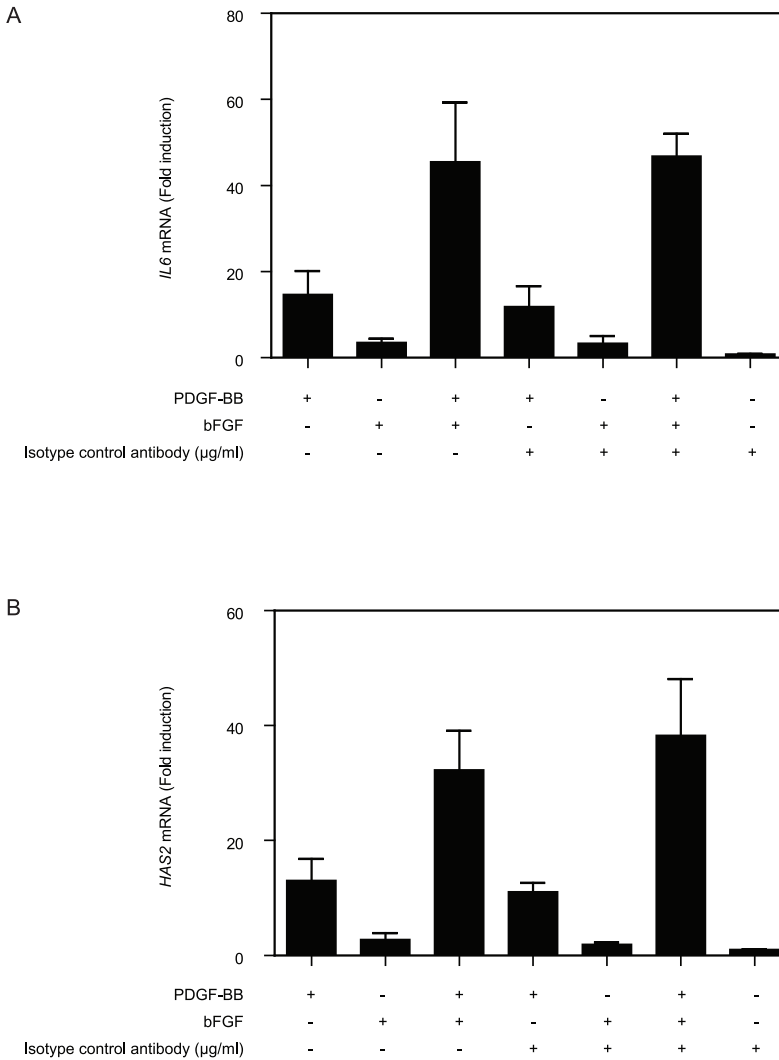 A
80
60
40
20
0
IL6 mRNA (Fold induction)
PDGF-BB + - + + - + -
bFGF - + + - + + -
Isotype control antibody (µg/ml) - - - + + + +
B
60
40
20
0
HAS2 mRNA (Fold induction)
PDGF-BB + - + + - + -
bFGF - + + - + + -
Isotype control antibody (µg/ml) - - - + + + +